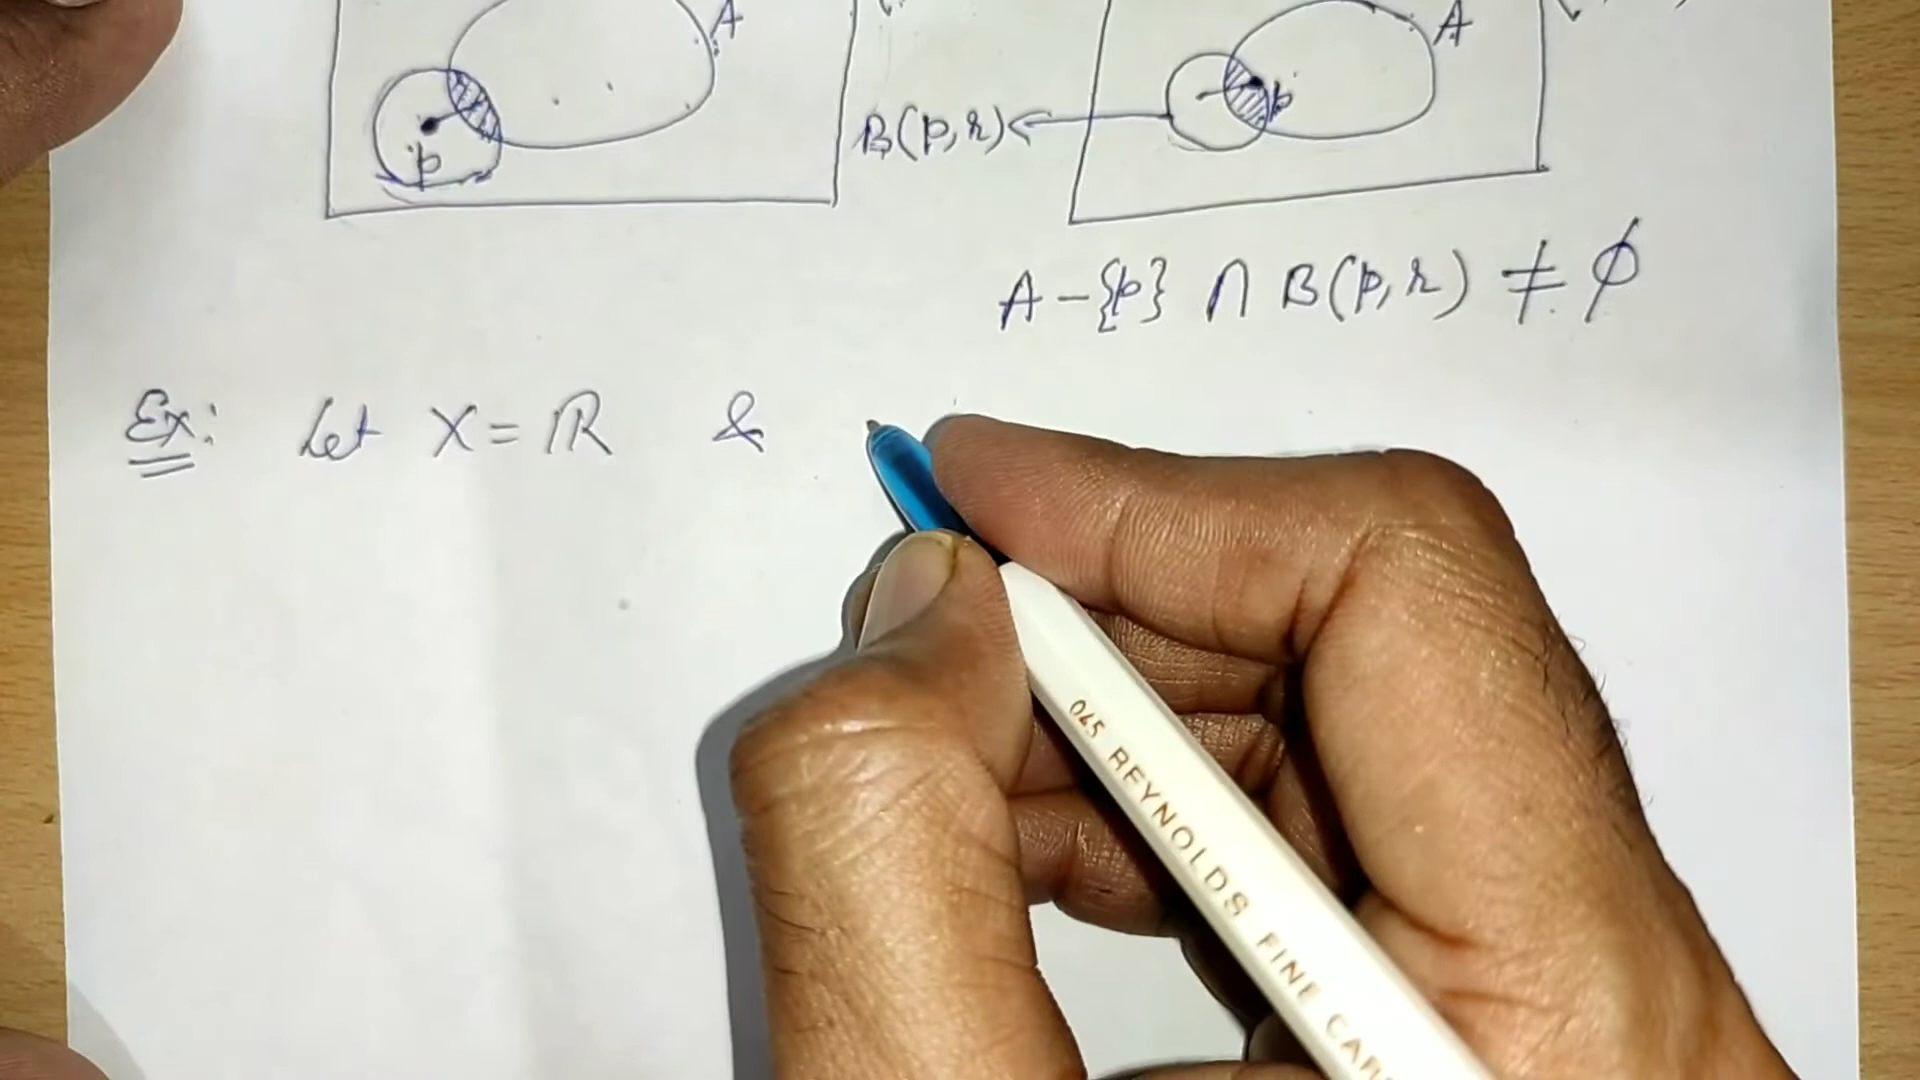 A
A
p
p
B(p,r)
A-{p} ∩ B(p,r) ≠ ϕ
Ex: Let X = ℝ &
045 REYNOLDS FINE CAR